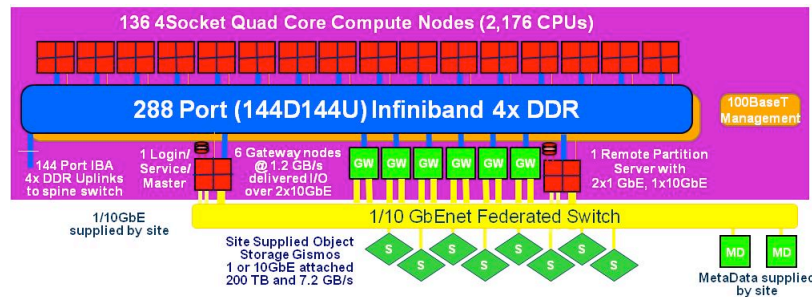 136 4Socket Quad Core Compute Nodes (2,176 CPUs)
288 Port (144D144U) Infiniband 4x DDR
100BaseT
Management
144 Port IBA
4x DDR Uplinks
to spine switch
1 Login/
Service/
Master
6 Gateway nodes
@ 1.2 GB/s
delivered I/O
over 2x10GbE
GW
GW
GW
GW
GW
GW
1 Remote Partition
Server with
2x1 GbE, 1x10GbE
1/10GbE
supplied by site
1/10 GbEnet Federated Switch
Site Supplied Object
Storage Gismos
1 or 10GbE attached
200 TB and 7.2 GB/s
S
S
S
S
S
S
S
S
MD
MD
MetaData supplied
by site